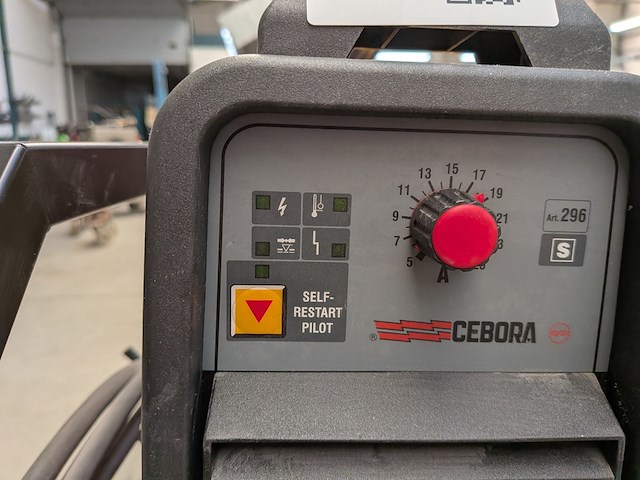 15
13
17
11
19
9
21
7
5
A
Art. 296
S
SELF-
RESTART
PILOT
® CEBORA